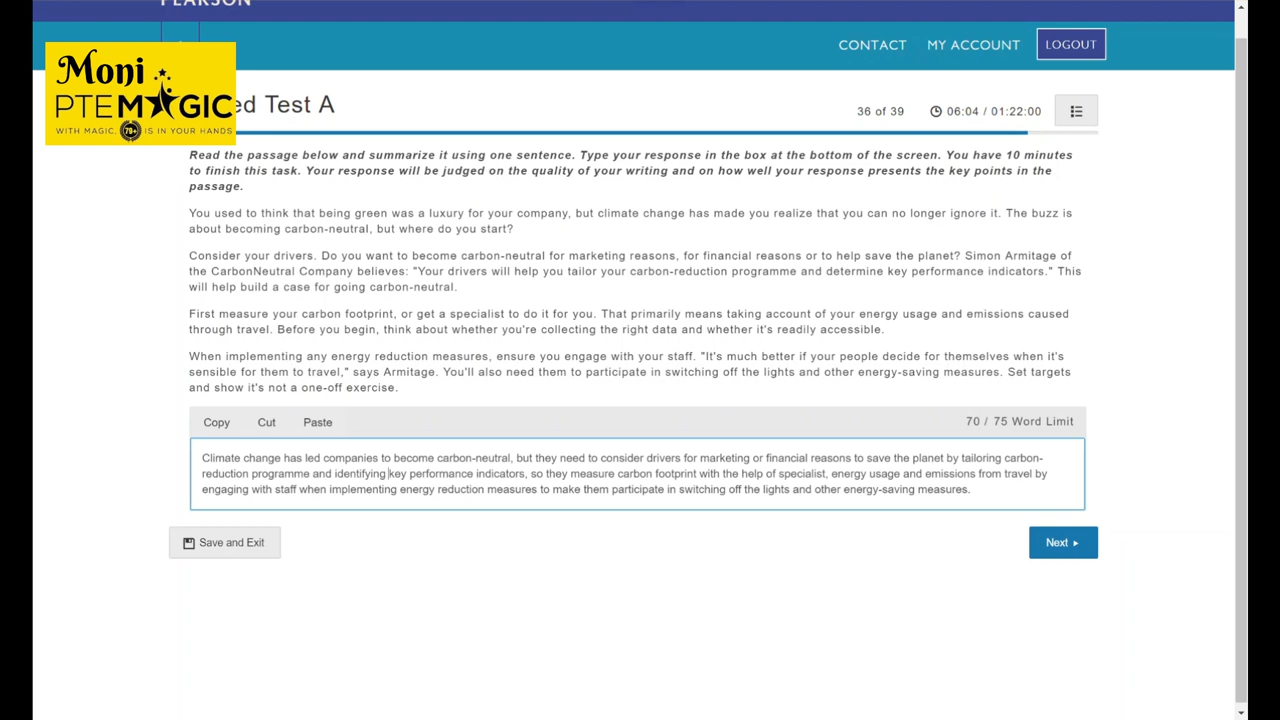 PEARSON
CONTACT MY ACCOUNT LOGOUT
Moni
PTEMAGIC
WITH MAGIC, 79+ IS IN YOUR HANDS
ed Test A
36 of 39 06:04 / 01:22:00
Read the passage below and summarize it using one sentence. Type your response in the box at the bottom of the screen. You have 10 minutes
to finish this task. Your response will be judged on the quality of your writing and on how well your response presents the key points in the
passage.
You used to think that being green was a luxury for your company, but climate change has made you realize that you can no longer ignore it. The buzz is
about becoming carbon-neutral, but where do you start?
Consider your drivers. Do you want to become carbon-neutral for marketing reasons, for financial reasons or to help save the planet? Simon Armitage of
the CarbonNeutral Company believes: "Your drivers will help you tailor your carbon-reduction programme and determine key performance indicators." This
will help build a case for going carbon-neutral.
First measure your carbon footprint, or get a specialist to do it for you. That primarily means taking account of your energy usage and emissions caused
through travel. Before you begin, think about whether you're collecting the right data and whether it's readily accessible.
When implementing any energy reduction measures, ensure you engage with your staff. "It's much better if your people decide for themselves when it's
sensible for them to travel," says Armitage. You'll also need them to participate in switching off the lights and other energy-saving measures. Set targets
and show it's not a one-off exercise.
Copy Cut Paste 70 / 75 Word Limit
Climate change has led companies to become carbon-neutral, but they need to consider drivers for marketing or financial reasons to save the planet by tailoring carbon-
reduction programme and identifying key performance indicators, so they measure carbon footprint with the help of specialist, energy usage and emissions from travel by
engaging with staff when implementing energy reduction measures to make them participate in switching off the lights and other energy-saving measures.
Save and Exit Next